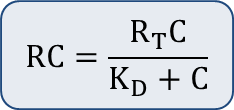 RC = R_T C / (K_D + C)